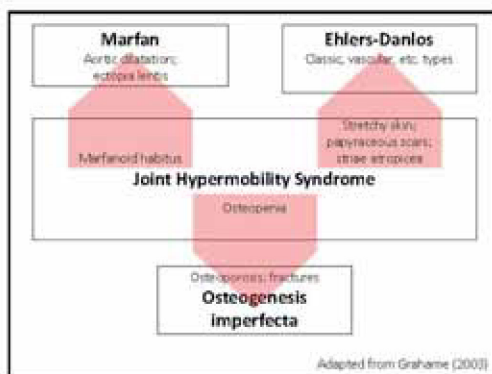 Marfan
Aortic dilatation;
ectopia lentis
Ehlers-Danlos
Classic, vascular, etc. types
Marfanoid habitus
Stretchy skin;
papyraceous scars;
striae atropicea
Joint Hypermobility Syndrome
Osteopenia
Osteoporosis; fractures
Osteogenesis
imperfecta
Adapted from Grahame (2003)